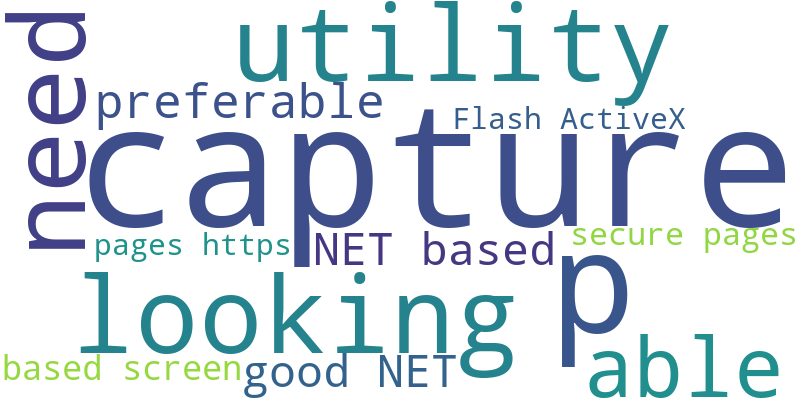 need
utility
preferable
Flash ActiveX
capture
pages https
NET based
secure pages
looking
p
able
based screen
good NET